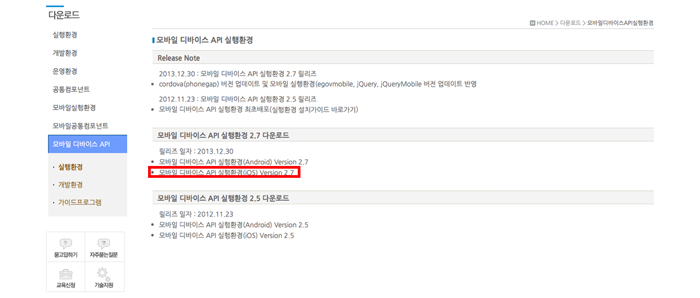 다운로드
HOME > 다운로드 > 모바일디바이스API실행환경
실행환경
개발환경
운영환경
공통컴포넌트
모바일실행환경
모바일공통컴포넌트
모바일 디바이스 API
실행환경
개발환경
가이드프로그램
묻고답하기
자주묻는질문
교육신청
기술지원
모바일 디바이스 API 실행환경
Release Note
2013.12.30 : 모바일 디바이스 API 실행환경 2.7 릴리즈
cordova(phonegap) 버전 업데이트 및 모바일 실행환경(egovmobile, jQuery, jQueryMobile 버전 업데이트 반영
2012.11.23 : 모바일 디바이스 API 실행환경 2.5 릴리즈
모바일 디바이스 API 실행환경 최초배포(실행환경 설치가이드 바로가기)
모바일 디바이스 API 실행환경 2.7 다운로드
릴리즈 일자 : 2013.12.30
모바일 디바이스 API 실행환경(Android) Version 2.7
모바일 디바이스 API 실행환경(iOS) Version 2.7
모바일 디바이스 API 실행환경 2.5 다운로드
릴리즈 일자 : 2012.11.23
모바일 디바이스 API 실행환경(Android) Version 2.5
모바일 디바이스 API 실행환경(iOS) Version 2.5